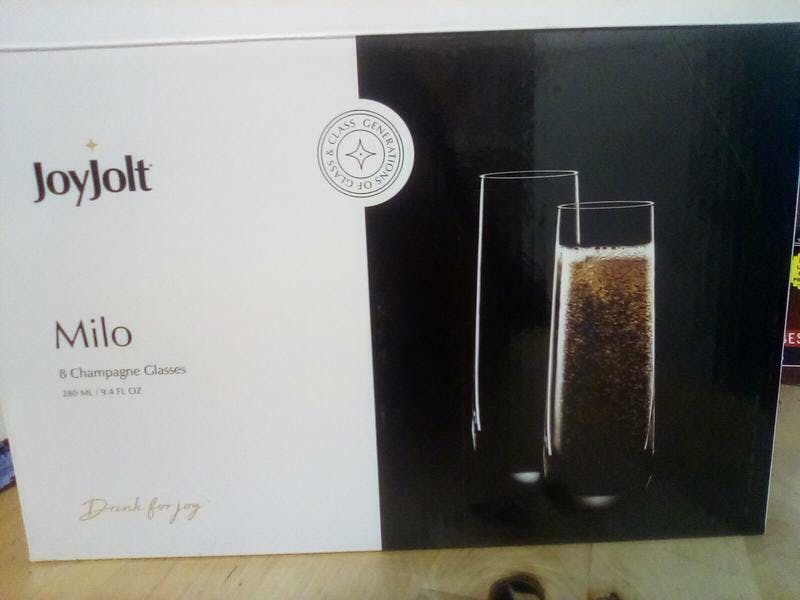 JoyJolt
GENERATIONS OF GLASS & CLASS
Milo
8 Champagne Glasses
280 ML / 9.4 FL OZ
Drink for joy